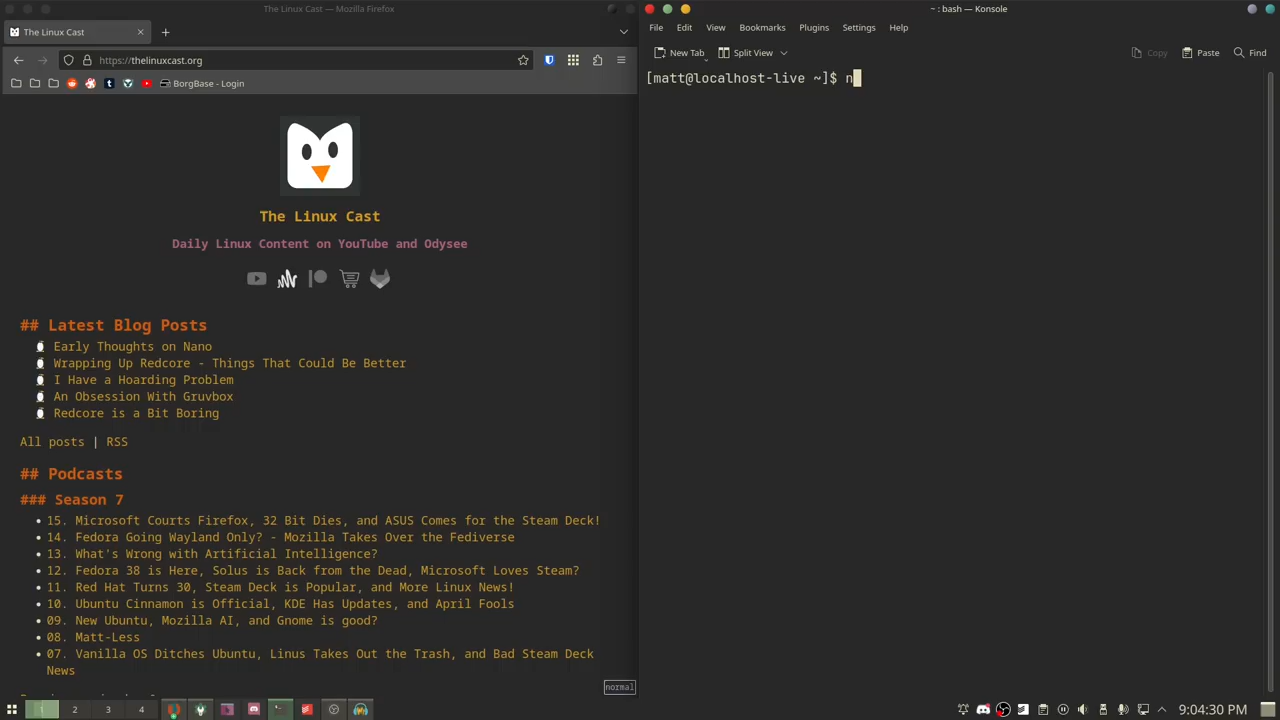 The Linux Cast — Mozilla Firefox
The Linux Cast
https://thelinuxcast.org
BorgBase - Login
The Linux Cast
Daily Linux Content on YouTube and Odysee
## Latest Blog Posts
Early Thoughts on Nano
Wrapping Up Redcore - Things That Could Be Better
I Have a Hoarding Problem
An Obsession With Gruvbox
Redcore is a Bit Boring
All posts | RSS
## Podcasts
### Season 7
15. Microsoft Courts Firefox, 32 Bit Dies, and ASUS Comes for the Steam Deck!
14. Fedora Going Wayland Only? - Mozilla Takes Over the Fediverse
13. What's Wrong with Artificial Intelligence?
12. Fedora 38 is Here, Solus is Back from the Dead, Microsoft Loves Steam?
11. Red Hat Turns 30, Steam Deck is Popular, and More Linux News!
10. Ubuntu Cinnamon is Official, KDE Has Updates, and April Fools
09. New Ubuntu, Mozilla AI, and Gnome is good?
08. Matt-Less
07. Vanilla OS Ditches Ubuntu, Linus Takes Out the Trash, and Bad Steam Deck
News
normal
~ : bash — Konsole
File Edit View Bookmarks Plugins Settings Help
New Tab Split View Copy Paste Find
[matt@localhost-live ~]$ n
1 2 3 4
9:04:30 PM